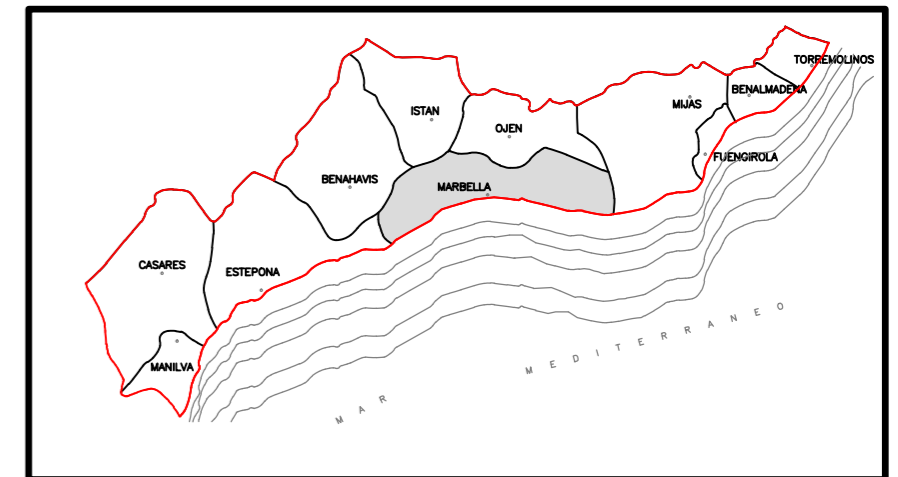 TORREMOLINOS
BENALMADENA
MIJAS
ISTAN
OJEN
FUENGIROLA
BENAHAVIS
MARBELLA
CASARES
ESTEPONA
MANILVA
MAR MEDITERRANEO